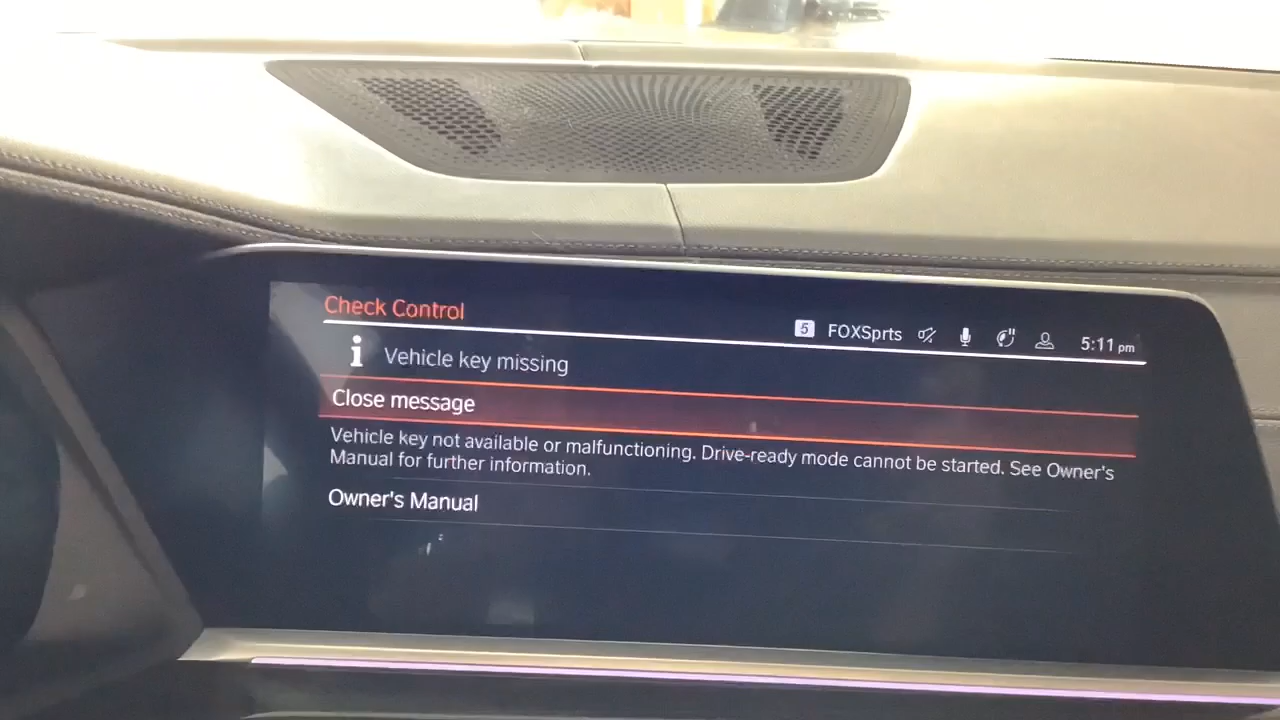 Check Control
5 FOXSprts 5:11 pm
i Vehicle key missing
Close message
Vehicle key not available or malfunctioning. Drive-ready mode cannot be started. See Owner's
Manual for further information.
Owner's Manual